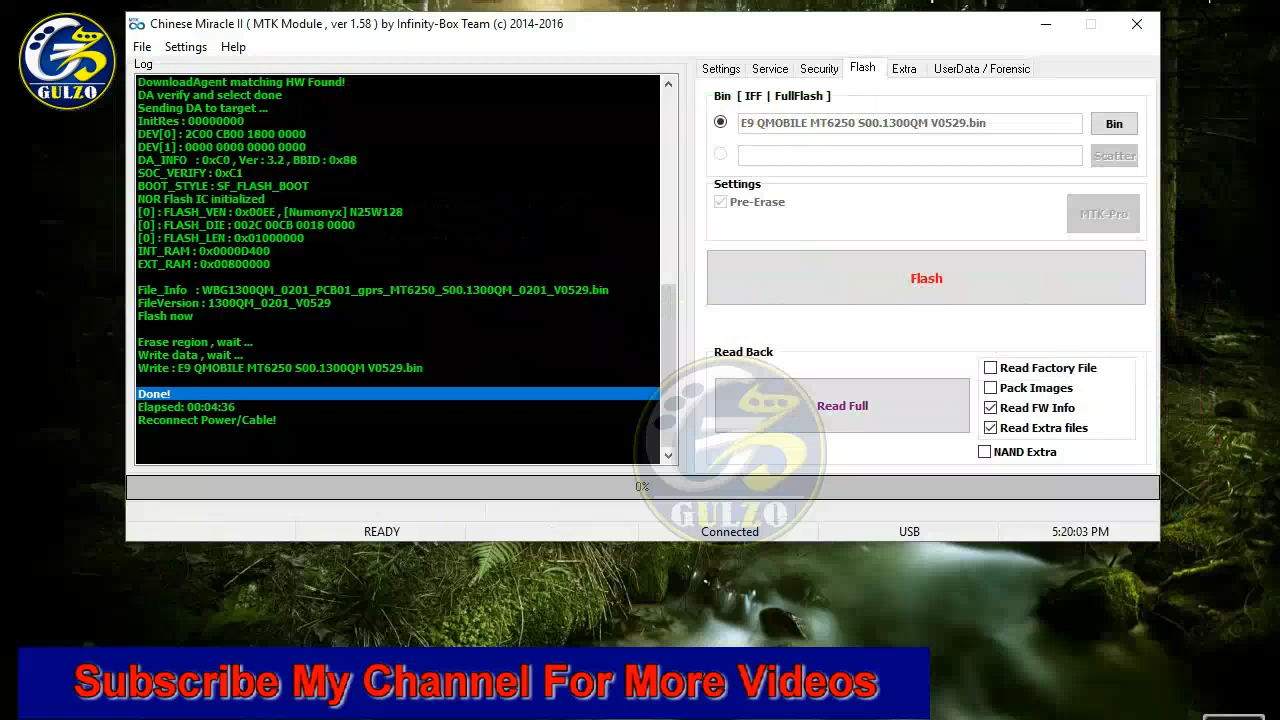 GULZO
MTK
Chinese Miracle II ( MTK Module , ver 1.58 ) by Infinity-Box Team (c) 2014-2016
File Settings Help
Log
DownloadAgent matching HW Found!
DA verify and select done
Sending DA to target ...
InitRes : 00000000
DEV[0] : 2C00 CB00 1800 0000
DEV[1] : 0000 0000 0000 0000
DA_INFO : 0xC0 , Ver : 3.2 , BBID : 0x88
SOC_VERIFY : 0xC1
BOOT_STYLE : SF_FLASH_BOOT
NOR Flash IC initialized
[0] : FLASH_VEN : 0x00EE , [Numonyx] N25W128
[0] : FLASH_DIE : 002C 00CB 0018 0000
[0] : FLASH_LEN : 0x01000000
INT_RAM : 0x0000D400
EXT_RAM : 0x00800000
File_Info : WBG1300QM_0201_PCB01_gprs_MT6250_S00.1300QM_0201_V0529.bin
FileVersion : 1300QM_0201_V0529
Flash now
Erase region , wait ...
Write data , wait ...
Write : E9 QMOBILE MT6250 S00.1300QM V0529.bin
Done!
Elapsed: 00:04:36
Reconnect Power/Cable!
Settings Service Security Flash Extra UserData / Forensic
Bin [ IFF | FullFlash ]
E9 QMOBILE MT6250 S00.1300QM V0529.bin Bin
Scatter
Settings
Pre-Erase
MTK-Pro
Flash
Read Back
Read Full
Read Factory File
Pack Images
Read FW Info
Read Extra files
NAND Extra
0%
GULZO
READY Connected USB 5:20:03 PM
Subscribe My Channel For More Videos